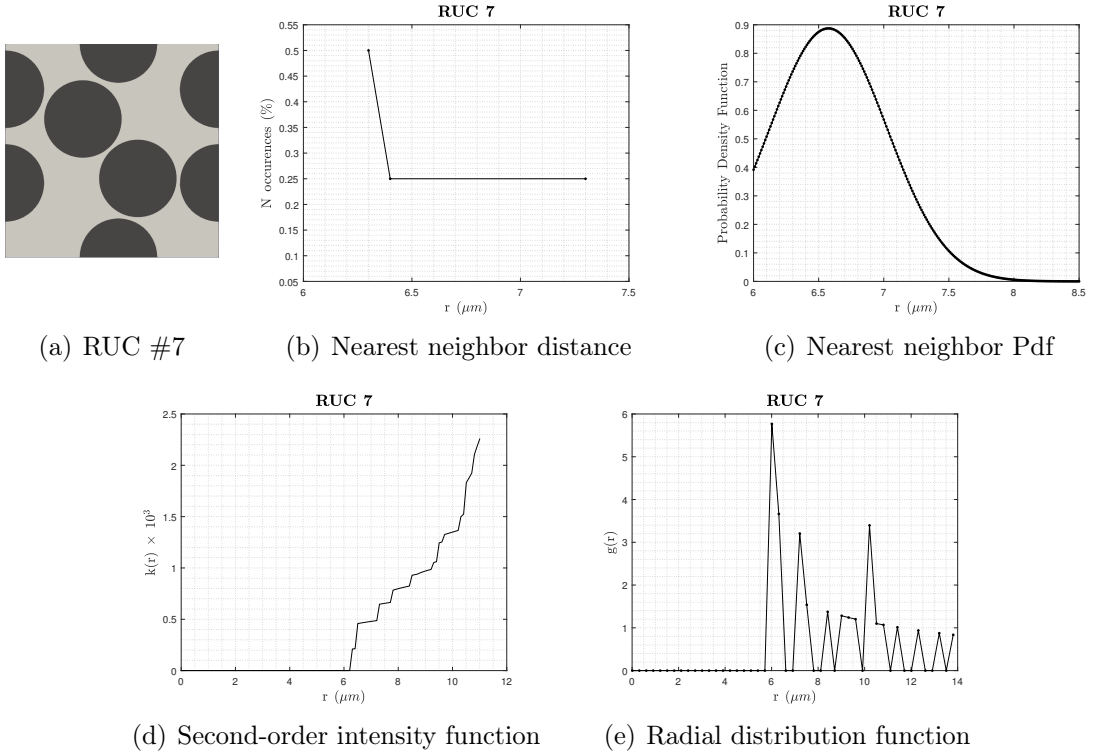 RUC 7
0.55
0.5
0.45
0.4
0.35
0.3
0.25
0.2
0.15
0.1
0.05
N occurences (%)
6 6.5 7 7.5
r (μm)
RUC 7
0.9
0.8
0.7
0.6
0.5
0.4
0.3
0.2
0.1
0
Probability Density Function
6 6.5 7 7.5 8 8.5
r (μm)
(a) RUC #7
(b) Nearest neighbor distance
(c) Nearest neighbor Pdf
RUC 7
2.5
2
1.5
1
0.5
0
k(r) × 10³
0 2 4 6 8 10 12
r (μm)
RUC 7
6
5
4
3
2
1
0
g(r)
0 2 4 6 8 10 12 14
r (μm)
(d) Second-order intensity function
(e) Radial distribution function